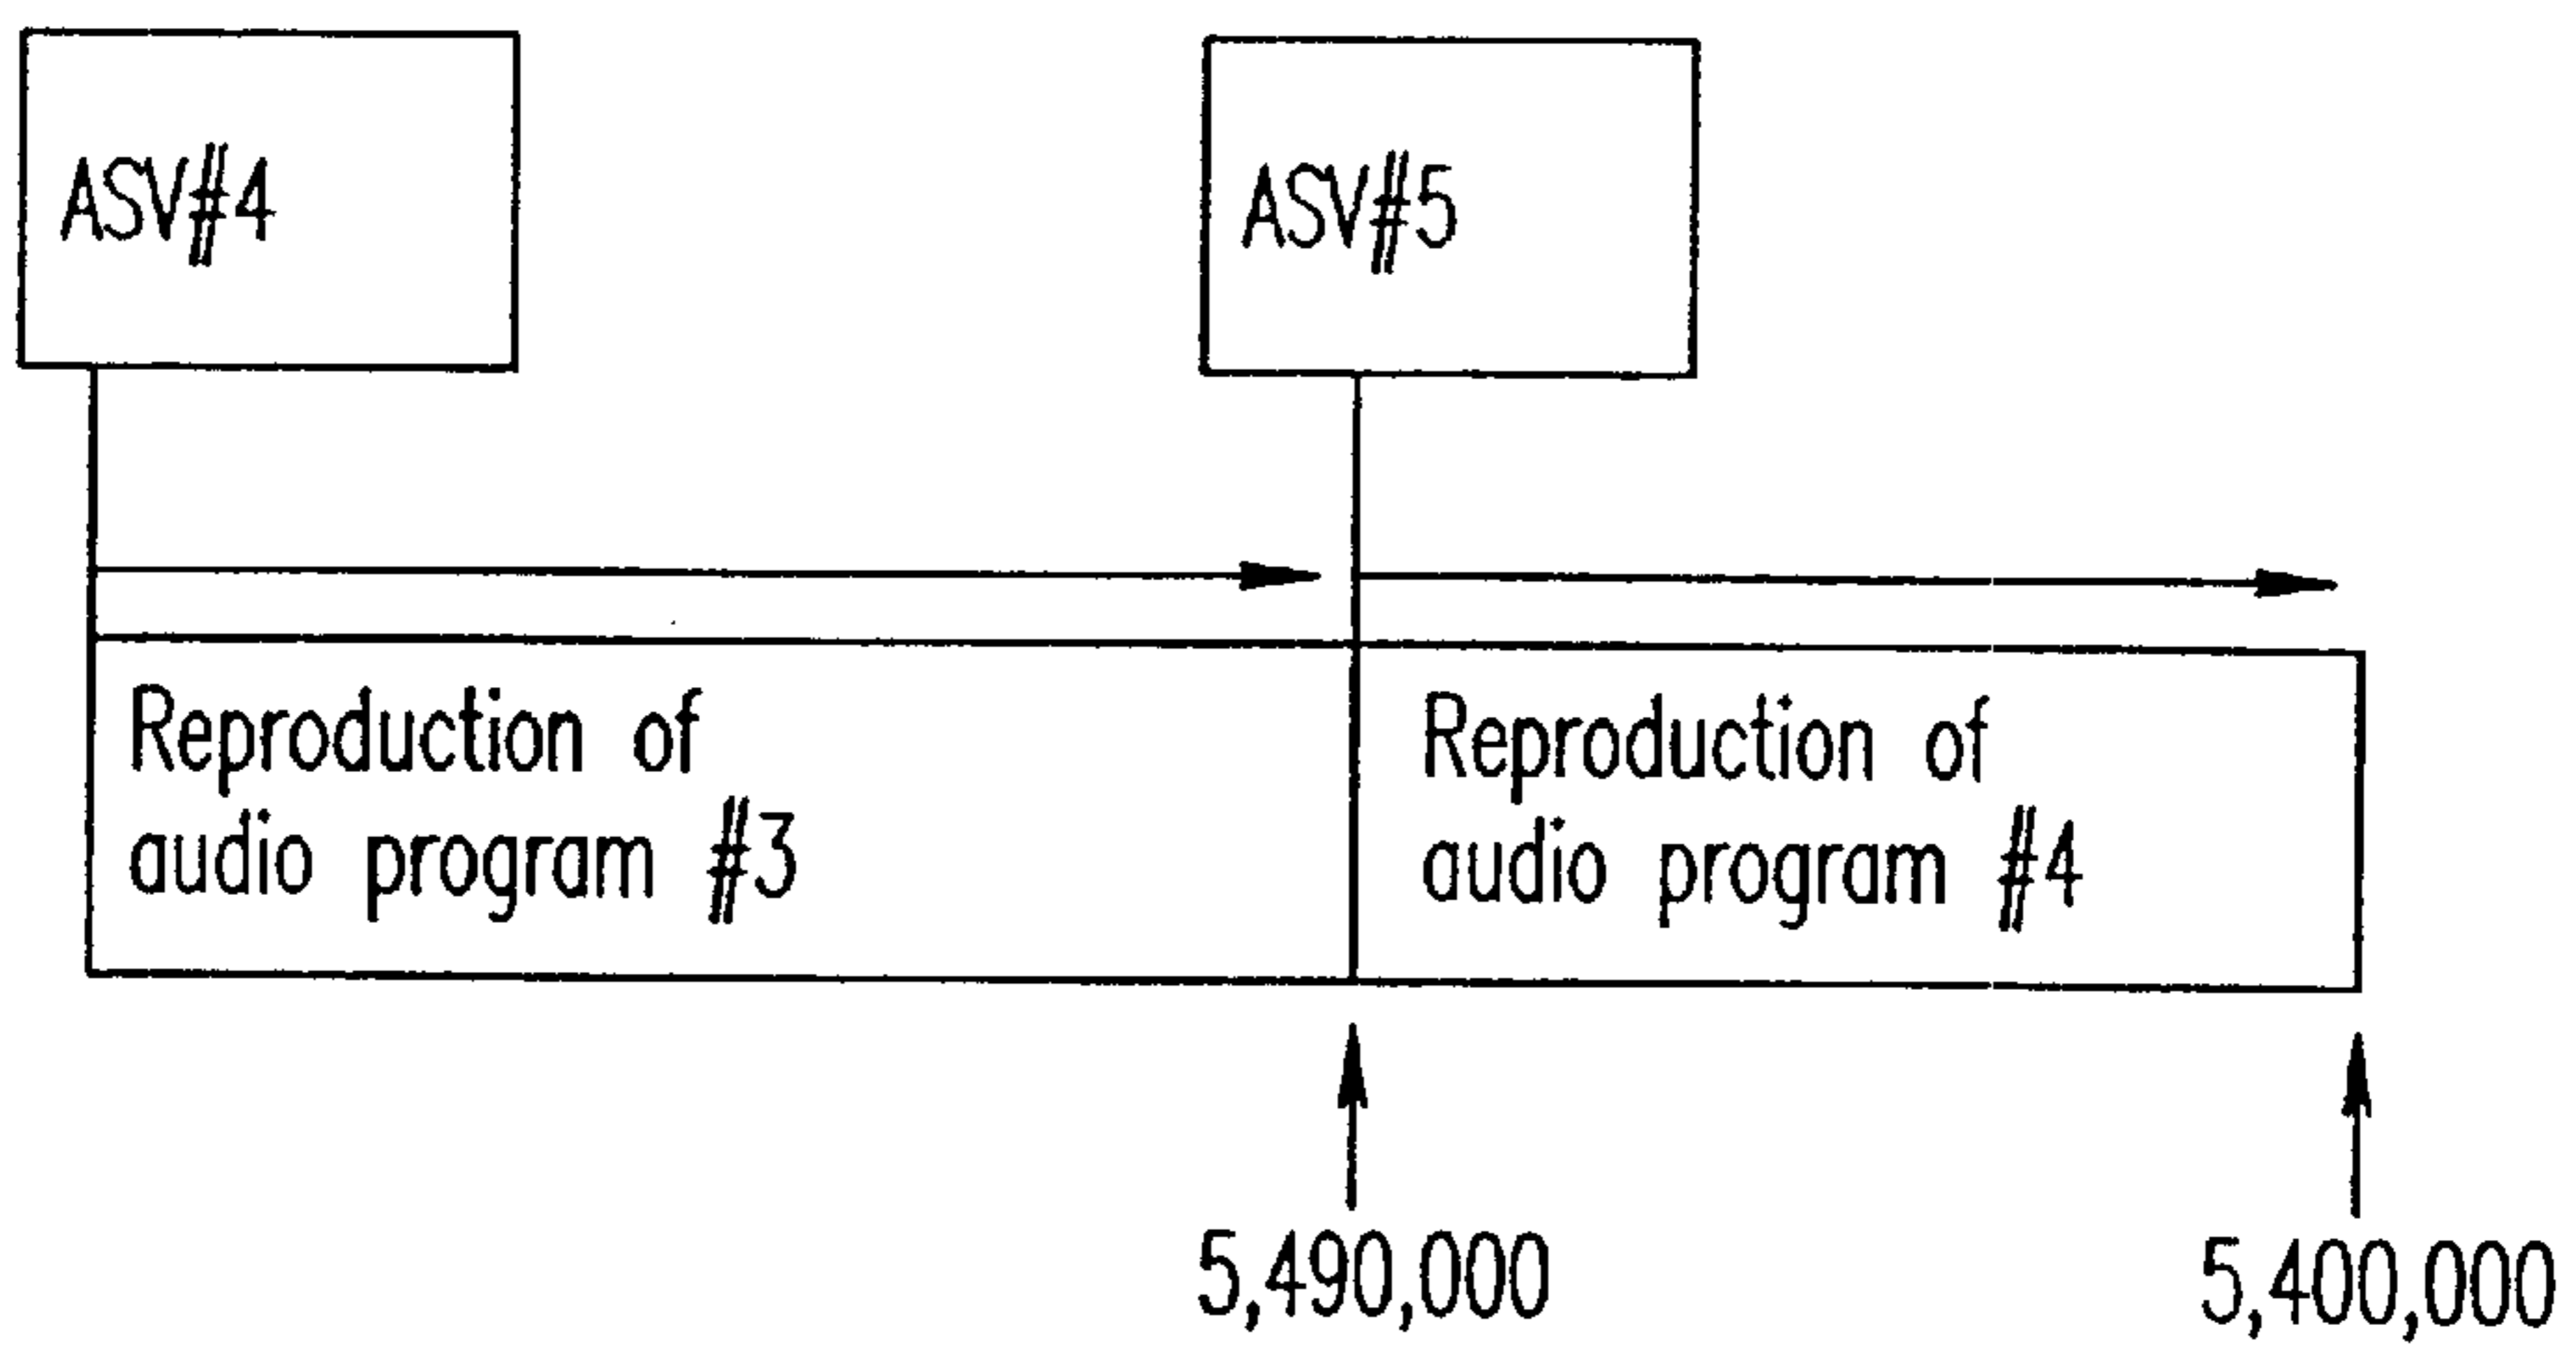 ASV#4
ASV#5
Reproduction of
audio program #3
Reproduction of
audio program #4
5,490,000
5,400,000